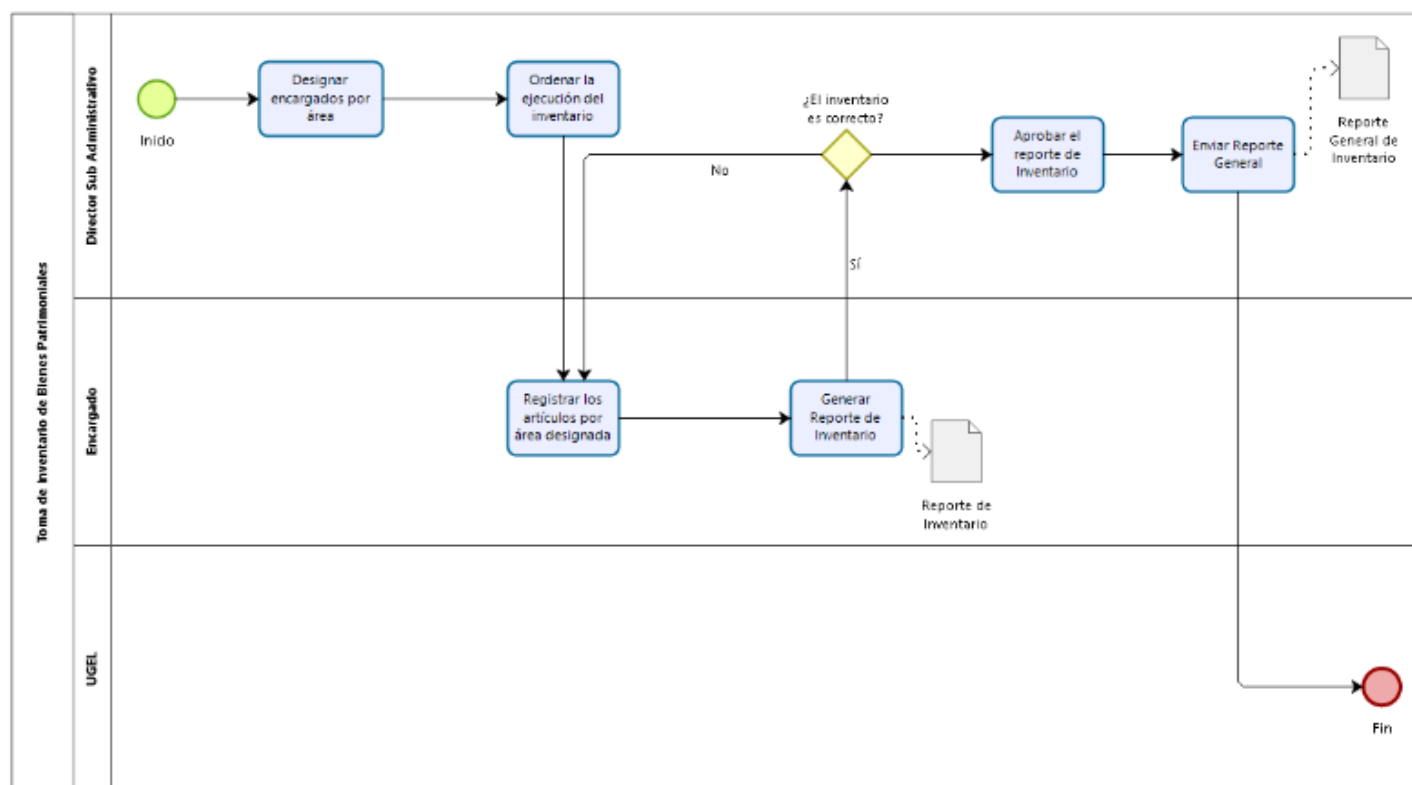 Toma de Inventario de Bienes Patrimoniales
Director Sub Administrativo
Inicio
Designar
encargados por
área
Ordenar la
ejecución del
inventario
¿El inventario
es correcto?
No
Sí
Aprobar el
reporte de
Inventario
Enviar Reporte
General
Reporte
General de
Inventario
Encargado
Registrar los
artículos por
área designada
Generar
Reporte de
Inventario
Reporte de
Inventario
UGEL
Fin